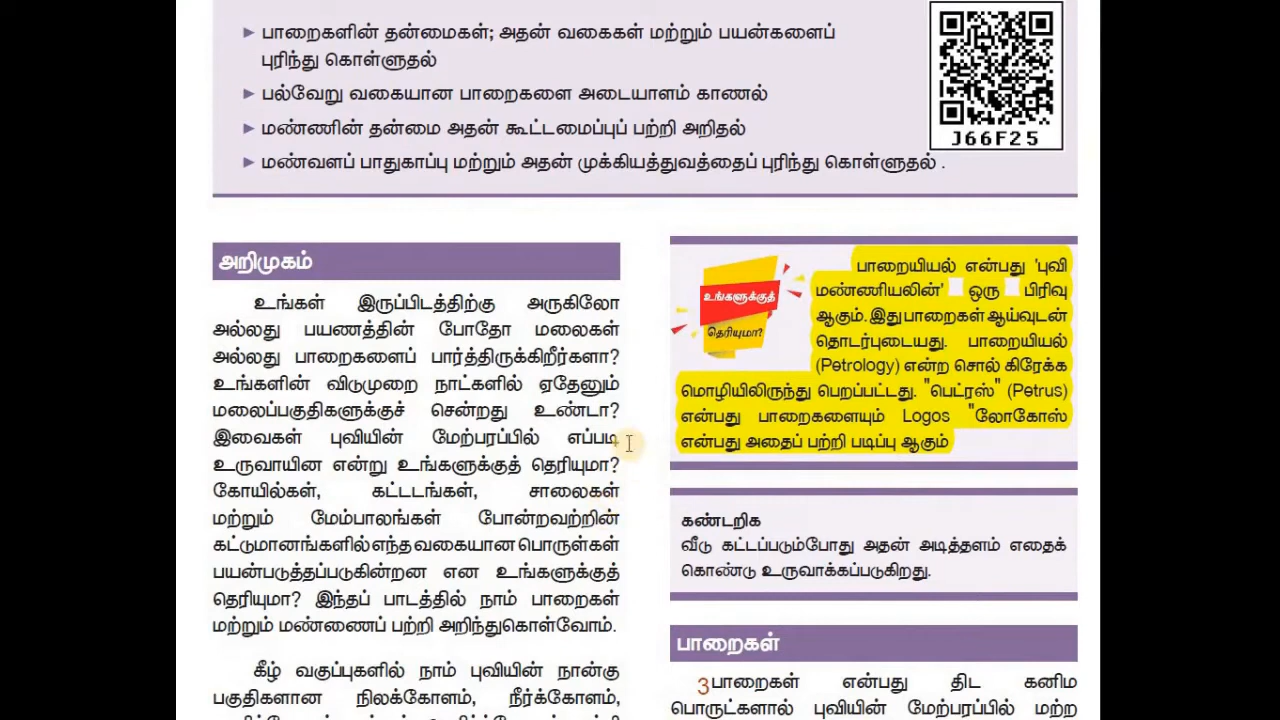 ▶ பாறைகளின் தன்மைகள்; அதன் வகைகள் மற்றும் பயன்களைப்
புரிந்து கொள்ளுதல்
▶ பல்வேறு வகையான பாறைகளை அடையாளம் காணல்
▶ மண்ணின் தன்மை அதன் கூட்டமைப்புப் பற்றி அறிதல்
▶ மண்வளப் பாதுகாப்பு மற்றும் அதன் முக்கியத்துவத்தைப் புரிந்து கொள்ளுதல் .
J66F25
அறிமுகம்
உங்கள் இருப்பிடத்திற்கு அருகிலோ
அல்லது பயணத்தின் போதோ மலைகள்
அல்லது பாறைகளைப் பார்த்திருக்கிறீர்களா?
உங்களின் விடுமுறை நாட்களில் ஏதேனும்
மலைப்பகுதிகளுக்குச் சென்றது உண்டா?
இவைகள் புவியின் மேற்பரப்பில் எப்படி
உருவாயின என்று உங்களுக்குத் தெரியுமா?
கோயில்கள், கட்டடங்கள், சாலைகள்
மற்றும் மேம்பாலங்கள் போன்றவற்றின்
கட்டுமானங்களில் எந்த வகையான பொருள்கள்
பயன்படுத்தப்படுகின்றன என உங்களுக்குத்
தெரியுமா? இந்தப் பாடத்தில் நாம் பாறைகள்
மற்றும் மண்ணைப் பற்றி அறிந்துகொள்வோம்.
கீழ் வகுப்புகளில் நாம் புவியின் நான்கு
பகுதிகளான நிலக்கோளம், நீர்க்கோளம்,
உங்களுக்குத்
தெரியுமா?
பாறையியல் என்பது 'புவி
மண்ணியலின்' ஒரு பிரிவு
ஆகும். இது பாறைகள் ஆய்வுடன்
தொடர்புடையது. பாறையியல்
(Petrology) என்ற சொல் கிரேக்க
மொழியிலிருந்து பெறப்பட்டது. "பெட்ரஸ்" (Petrus)
என்பது பாறைகளையும் Logos "லோகோஸ்
என்பது அதைப் பற்றி படிப்பு ஆகும்
கண்டறிக
வீடு கட்டப்படும்போது அதன் அடித்தளம் எதைக்
கொண்டு உருவாக்கப்படுகிறது.
பாறைகள்
3பாறைகள் என்பது திட கனிம
பொருட்களால் புவியின் மேற்பரப்பில் மற்ற